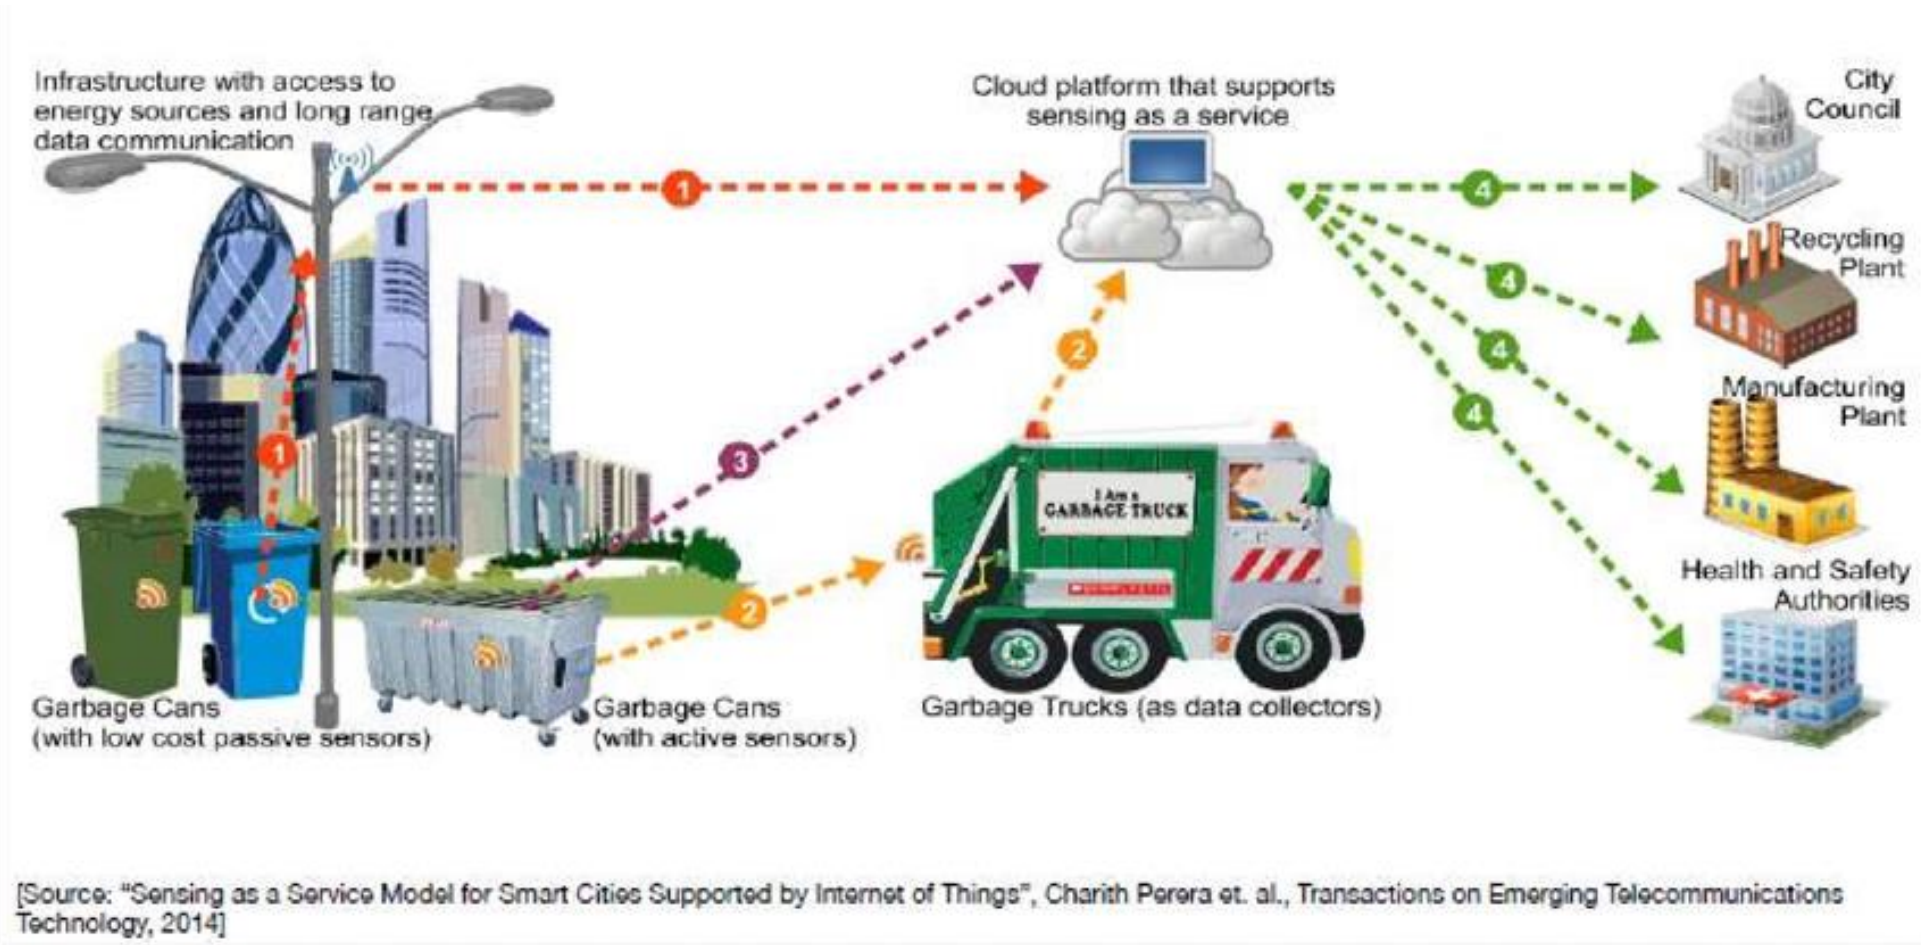 Infrastructure with access to
energy sources and long range
data communication
Cloud platform that supports
sensing as a service
City
Council
1
4
Recycling
Plant
4
2
4
Manufacturing
Plant
4
1
3
I Am a
GARBAGE TRUCK
Health and Safety
Authorities
2
Garbage Cans
(with low cost passive sensors)
Garbage Cans
(with active sensors)
Garbage Trucks (as data collectors)
[Source: “Sensing as a Service Model for Smart Cities Supported by Internet of Things”, Charith Perera et. al., Transactions on Emerging Telecommunications
Technology, 2014]